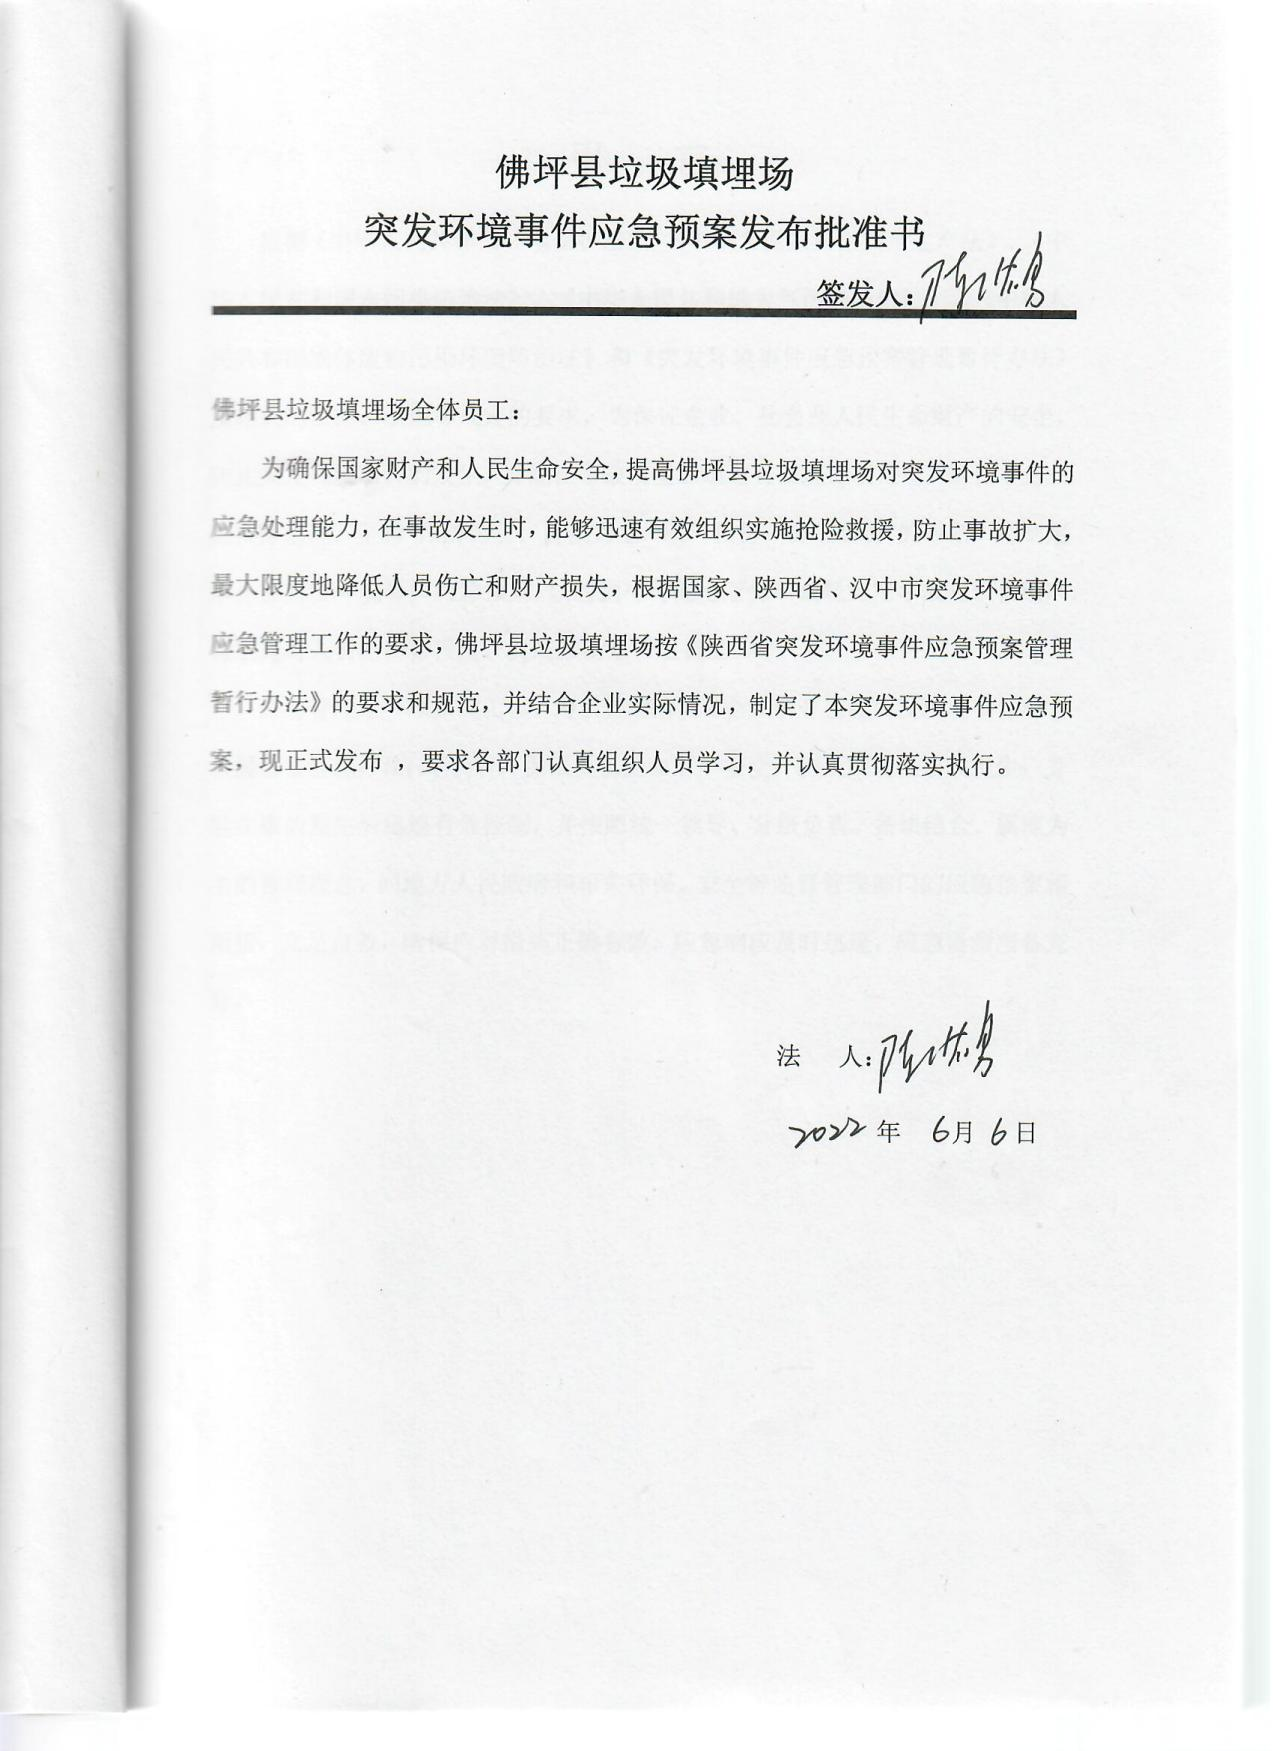 佛坪县垃圾填埋场
突发环境事件应急预案发布批准书
签发人：
佛坪县垃圾填埋场全体员工：
为确保国家财产和人民生命安全，提高佛坪县垃圾填埋场对突发环境事件的
应急处理能力，在事故发生时，能够迅速有效组织实施抢险救援，防止事故扩大，
最大限度地降低人员伤亡和财产损失，根据国家、陕西省、汉中市突发环境事件
应急管理工作的要求，佛坪县垃圾填埋场按《陕西省突发环境事件应急预案管理
暂行办法》的要求和规范，并结合企业实际情况，制定了本突发环境事件应急预
案，现正式发布 ，要求各部门认真组织人员学习，并认真贯彻落实执行。
法 人：
2022 年 6月 6日